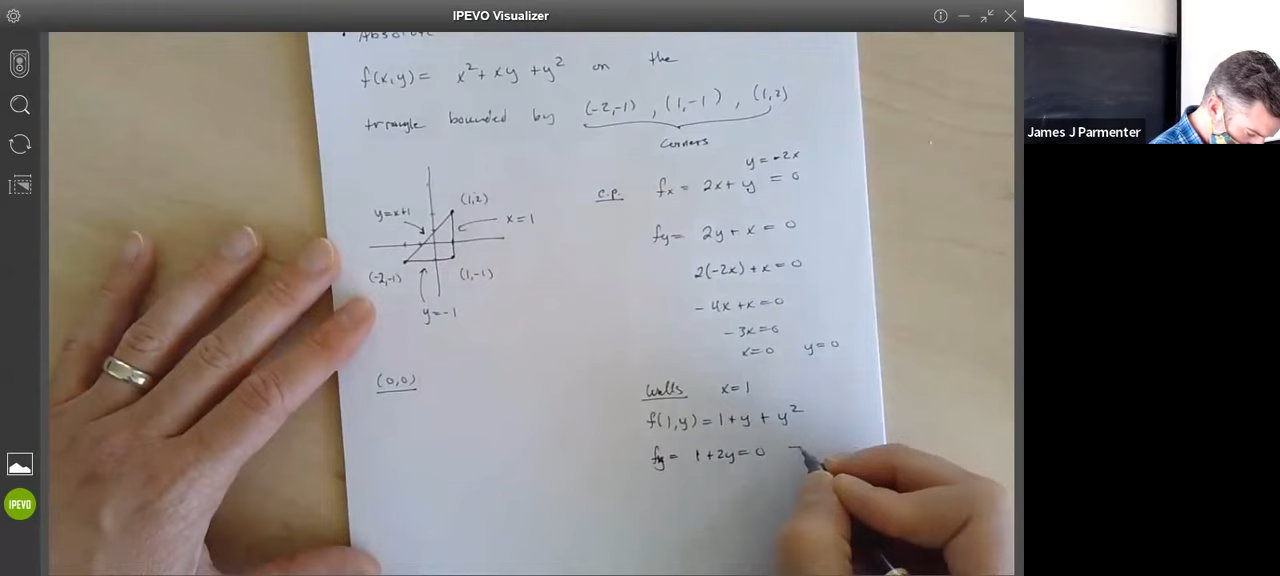 IPEVO Visualizer
James J Parmenter
f(x,y) = x² + xy + y² on the
triangle bounded by (-2,-1), (1,-1), (1,2)
corners
y = -2x
c.p. fx = 2x + y = 0
fy = 2y + x = 0
2(-2x) + x = 0
-4x + x = 0
-3x = 0
x = 0 y = 0
(1,2)
y = x+1
x = 1
(-2,-1)
(1,-1)
y = -1
(0,0)
Walls x = 1
f(1,y) = 1 + y + y²
fy = 1 + 2y = 0
IPEVO